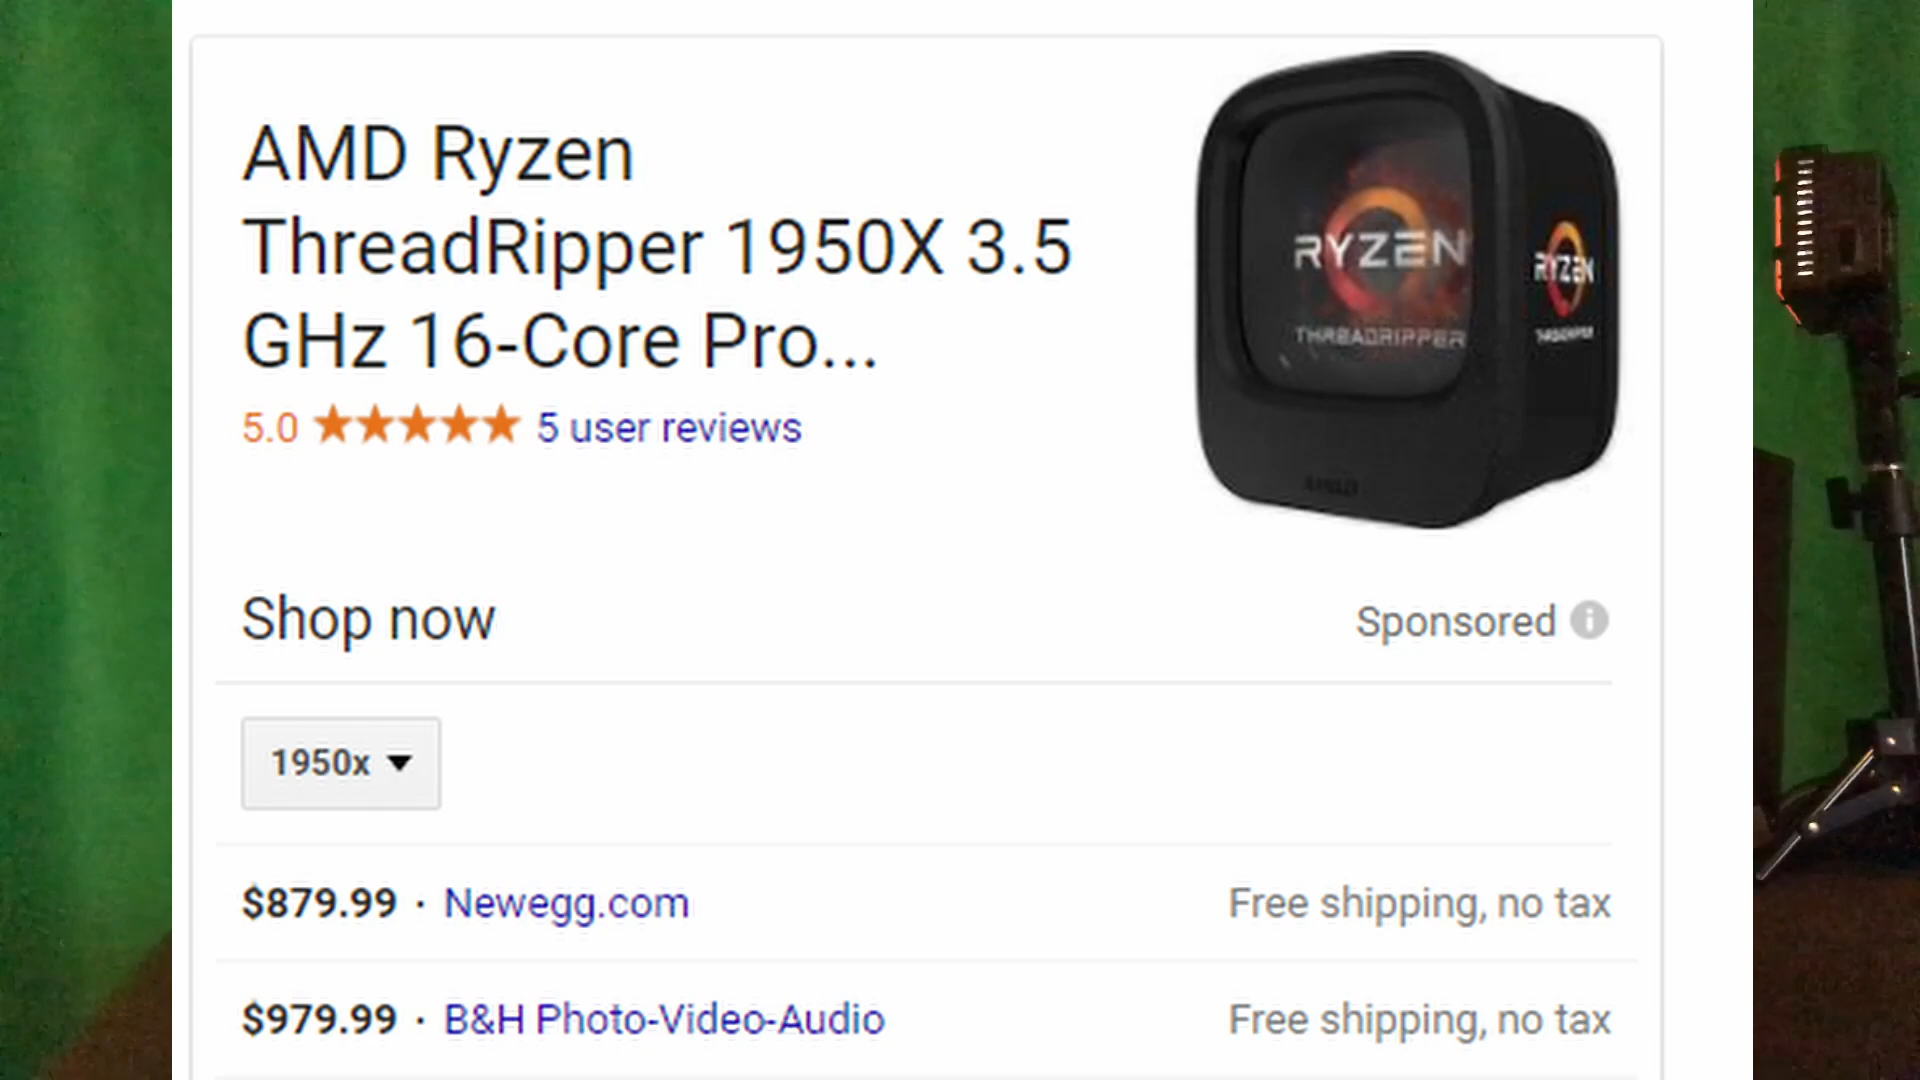 AMD Ryzen
ThreadRipper 1950X 3.5
GHz 16-Core Pro...
5.0 ★★★★★ 5 user reviews
RYZEN
THREADRIPPER
RYZEN
THREADRIPPER
Shop now
Sponsored
1950x
$879.99 · Newegg.com Free shipping, no tax
$979.99 · B&H Photo-Video-Audio Free shipping, no tax